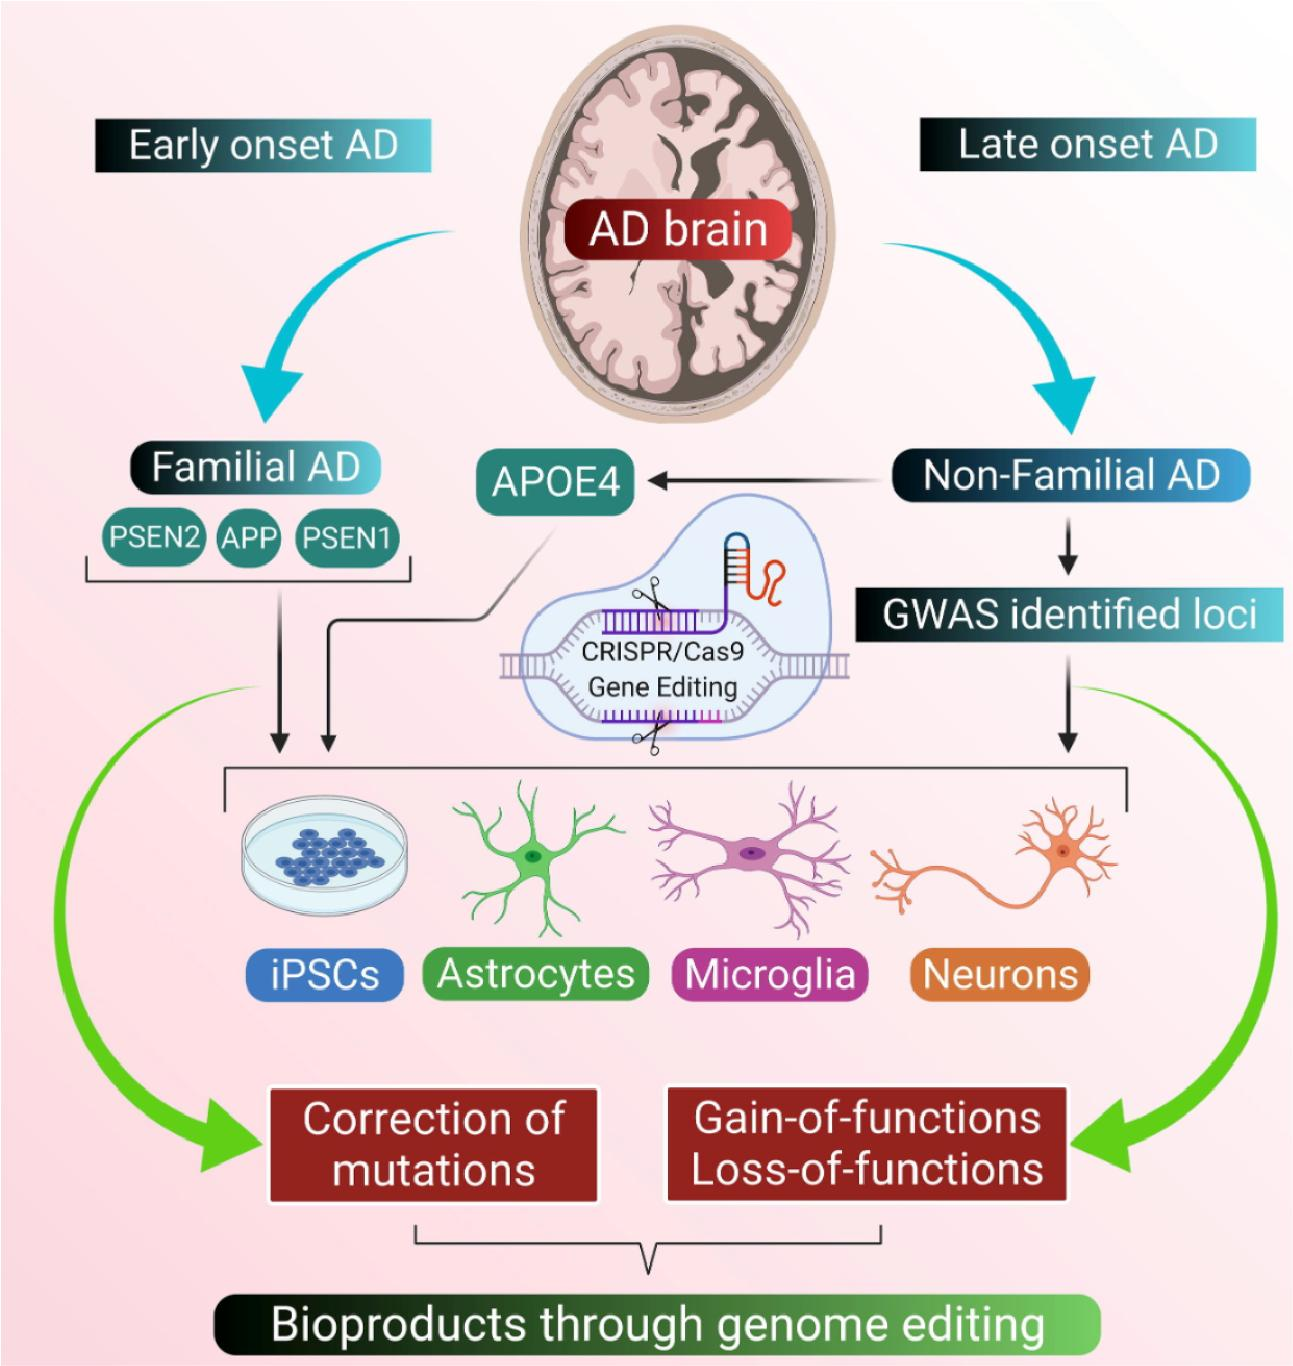 Early onset AD
Late onset AD
AD brain
Familial AD
PSEN2
APP
PSEN1
APOE4
Non-Familial AD
GWAS identified loci
CRISPR/Cas9
Gene Editing
iPSCs
Astrocytes
Microglia
Neurons
Correction of
mutations
Gain-of-functions
Loss-of-functions
Bioproducts through genome editing